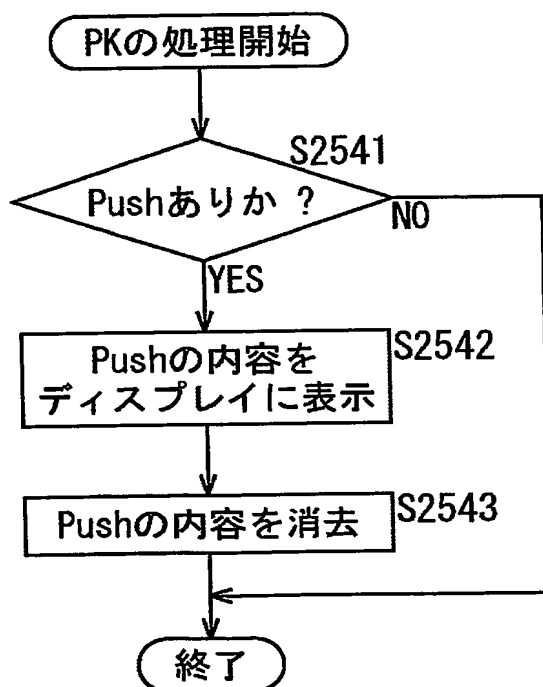 PKの処理開始
S2541
Pushありか ?
NO
YES
Pushの内容を
ディスプレイに表示
S2542
Pushの内容を消去
S2543
終了